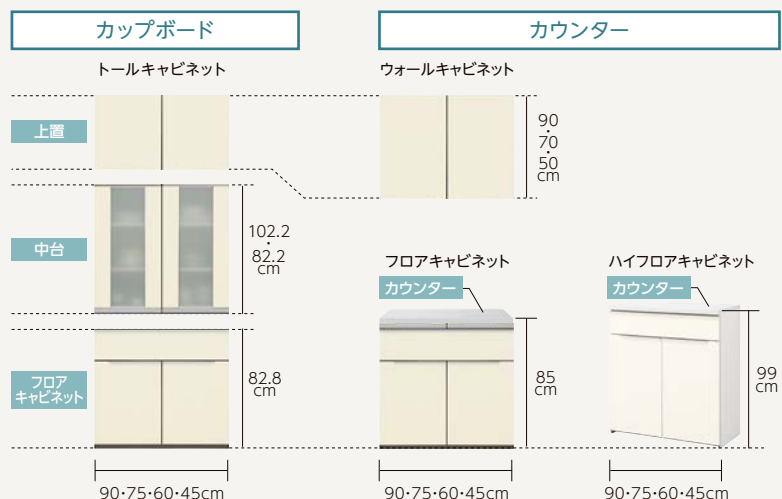 カップボード
カウンター
トールキャビネット
ウォールキャビネット
上置
90
・
70
・
50
cm
中台
102.2
・
82.2
cm
フロアキャビネット
ハイフロアキャビネット
カウンター
カウンター
フロア
キャビネット
82.8
cm
85
cm
99
cm
90・75・60・45cm
90・75・60・45cm
90・75・60・45cm